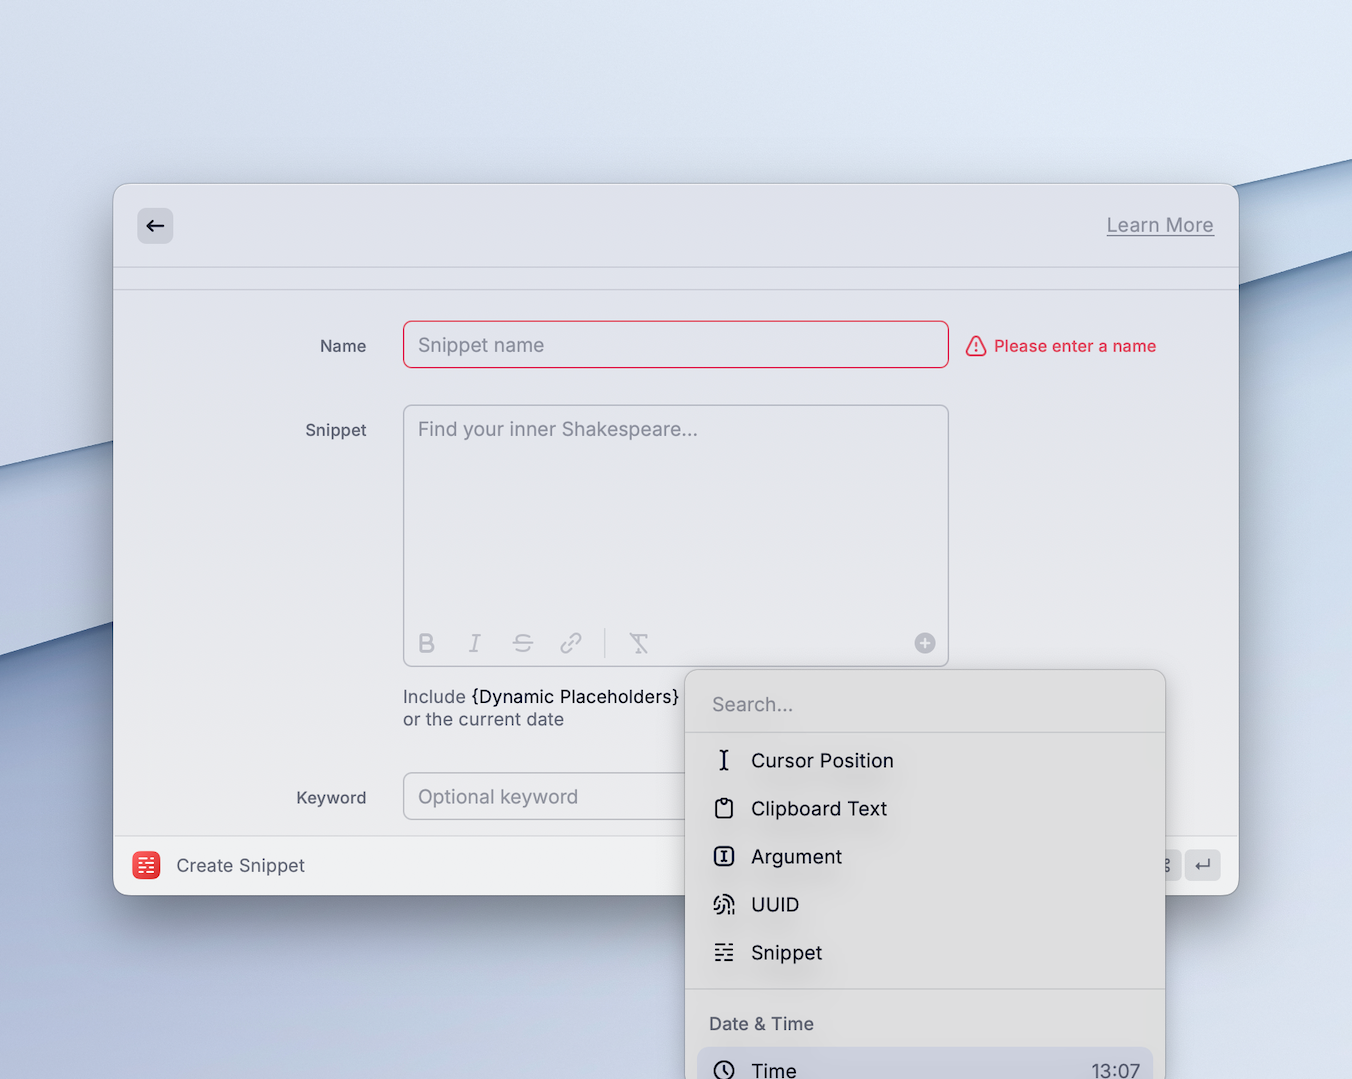 Learn More
Name
Snippet name
Please enter a name
Snippet
Find your inner Shakespeare...
B I S
Include {Dynamic Placeholders}
or the current date
Keyword
Optional keyword
Create Snippet
Search...
Cursor Position
Clipboard Text
Argument
UUID
Snippet
Date & Time
Time 13:07